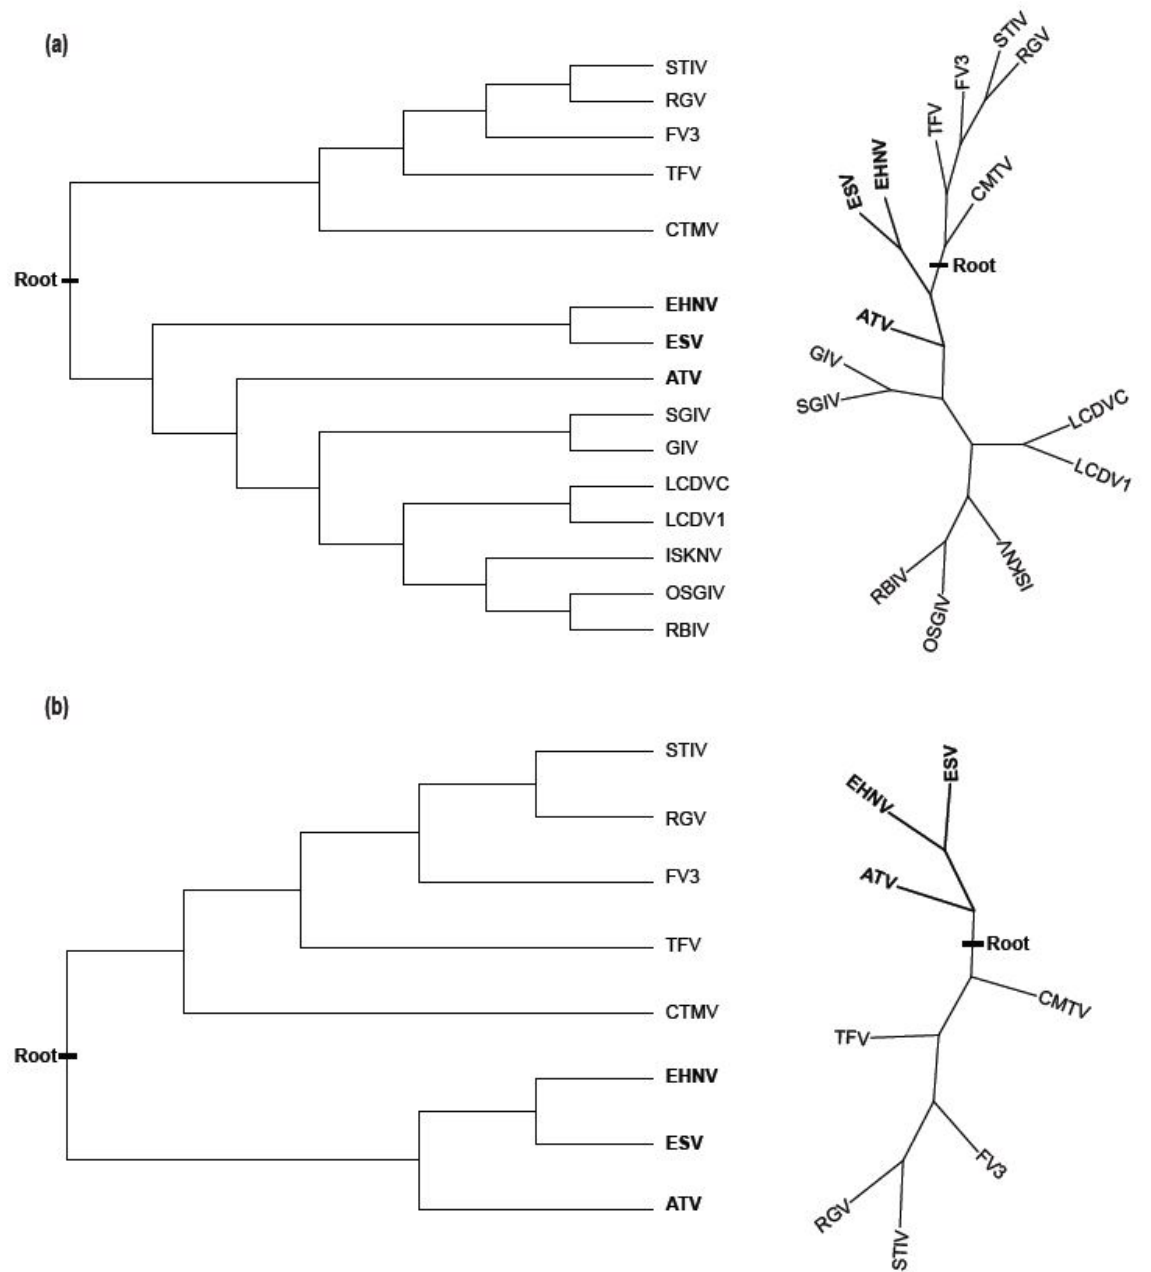 (a)
STIV
RGV
FV3
TFV
CTMV
Root
EHNV
ESV
ATV
SGIV
GIV
LCDVC
LCDV1
ISKNV
OSGIV
RBIV
STIV
RGV
FV3
TFV
CMTV
EHNV
ESV
Root
ATV
GIV
SGIV
LCDVC
LCDV1
ISKNV
RBIV
OSGIV
(b)
STIV
RGV
FV3
TFV
CTMV
Root
EHNV
ESV
ATV
ESV
EHNV
ATV
Root
CMTV
TFV
FV3
RGV
STIV